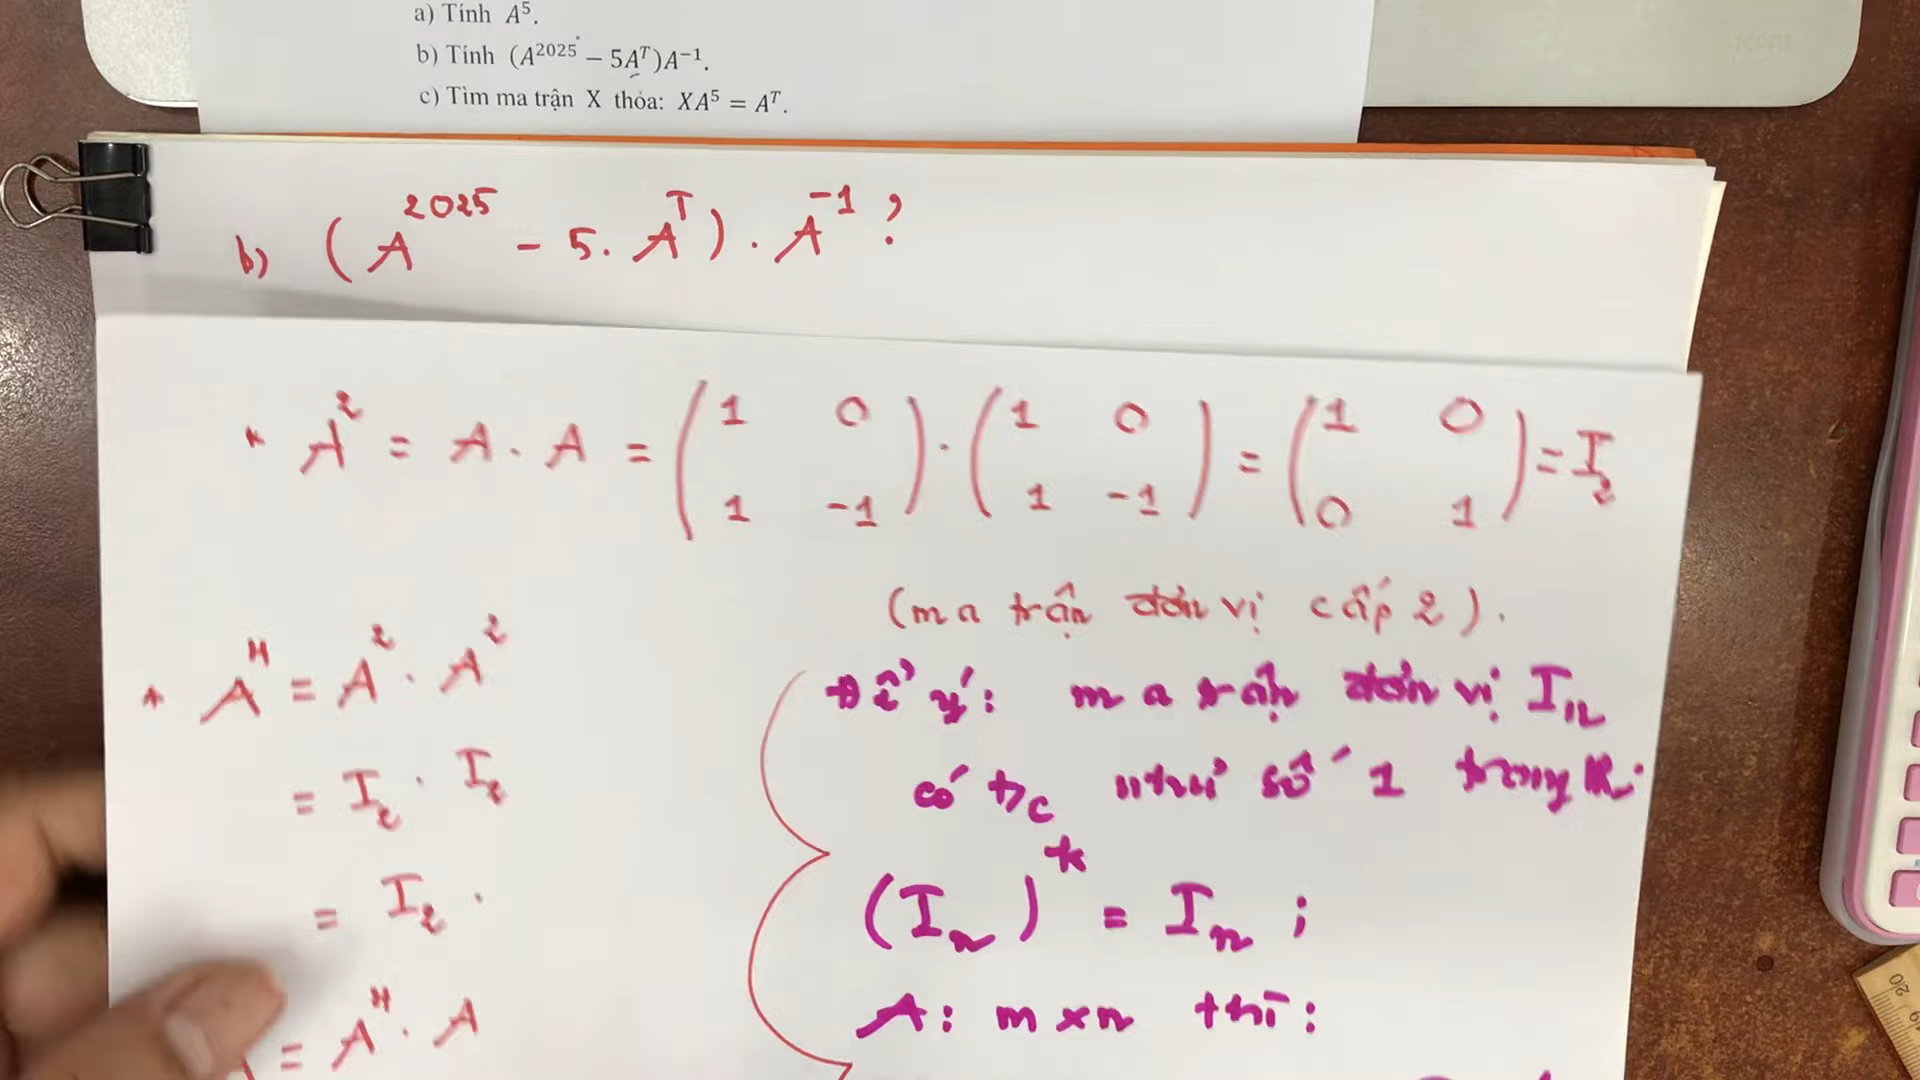 a) Tính A⁵.
b) Tính (A²⁰²⁵ − 5Aᵀ)A⁻¹.
c) Tìm ma trận X thỏa: XA⁵ = Aᵀ.
b) (A²⁰²⁵ - 5. Aᵀ) . A⁻¹ ?
* A² = A . A = (1 0 1 -1) . (1 0 1 -1) = (1 0 0 1) = I₂
(ma trận đơn vị cấp 2).
* A⁴ = A² . A²
= I₂ . I₂
= I₂ .
= A⁴ . A
Để ý: ma trận đơn vị Iₙ
có t/c như số 1 trong ℝ:
(Iₙ)ᵏ = Iₙ ;
A: m×n thì: